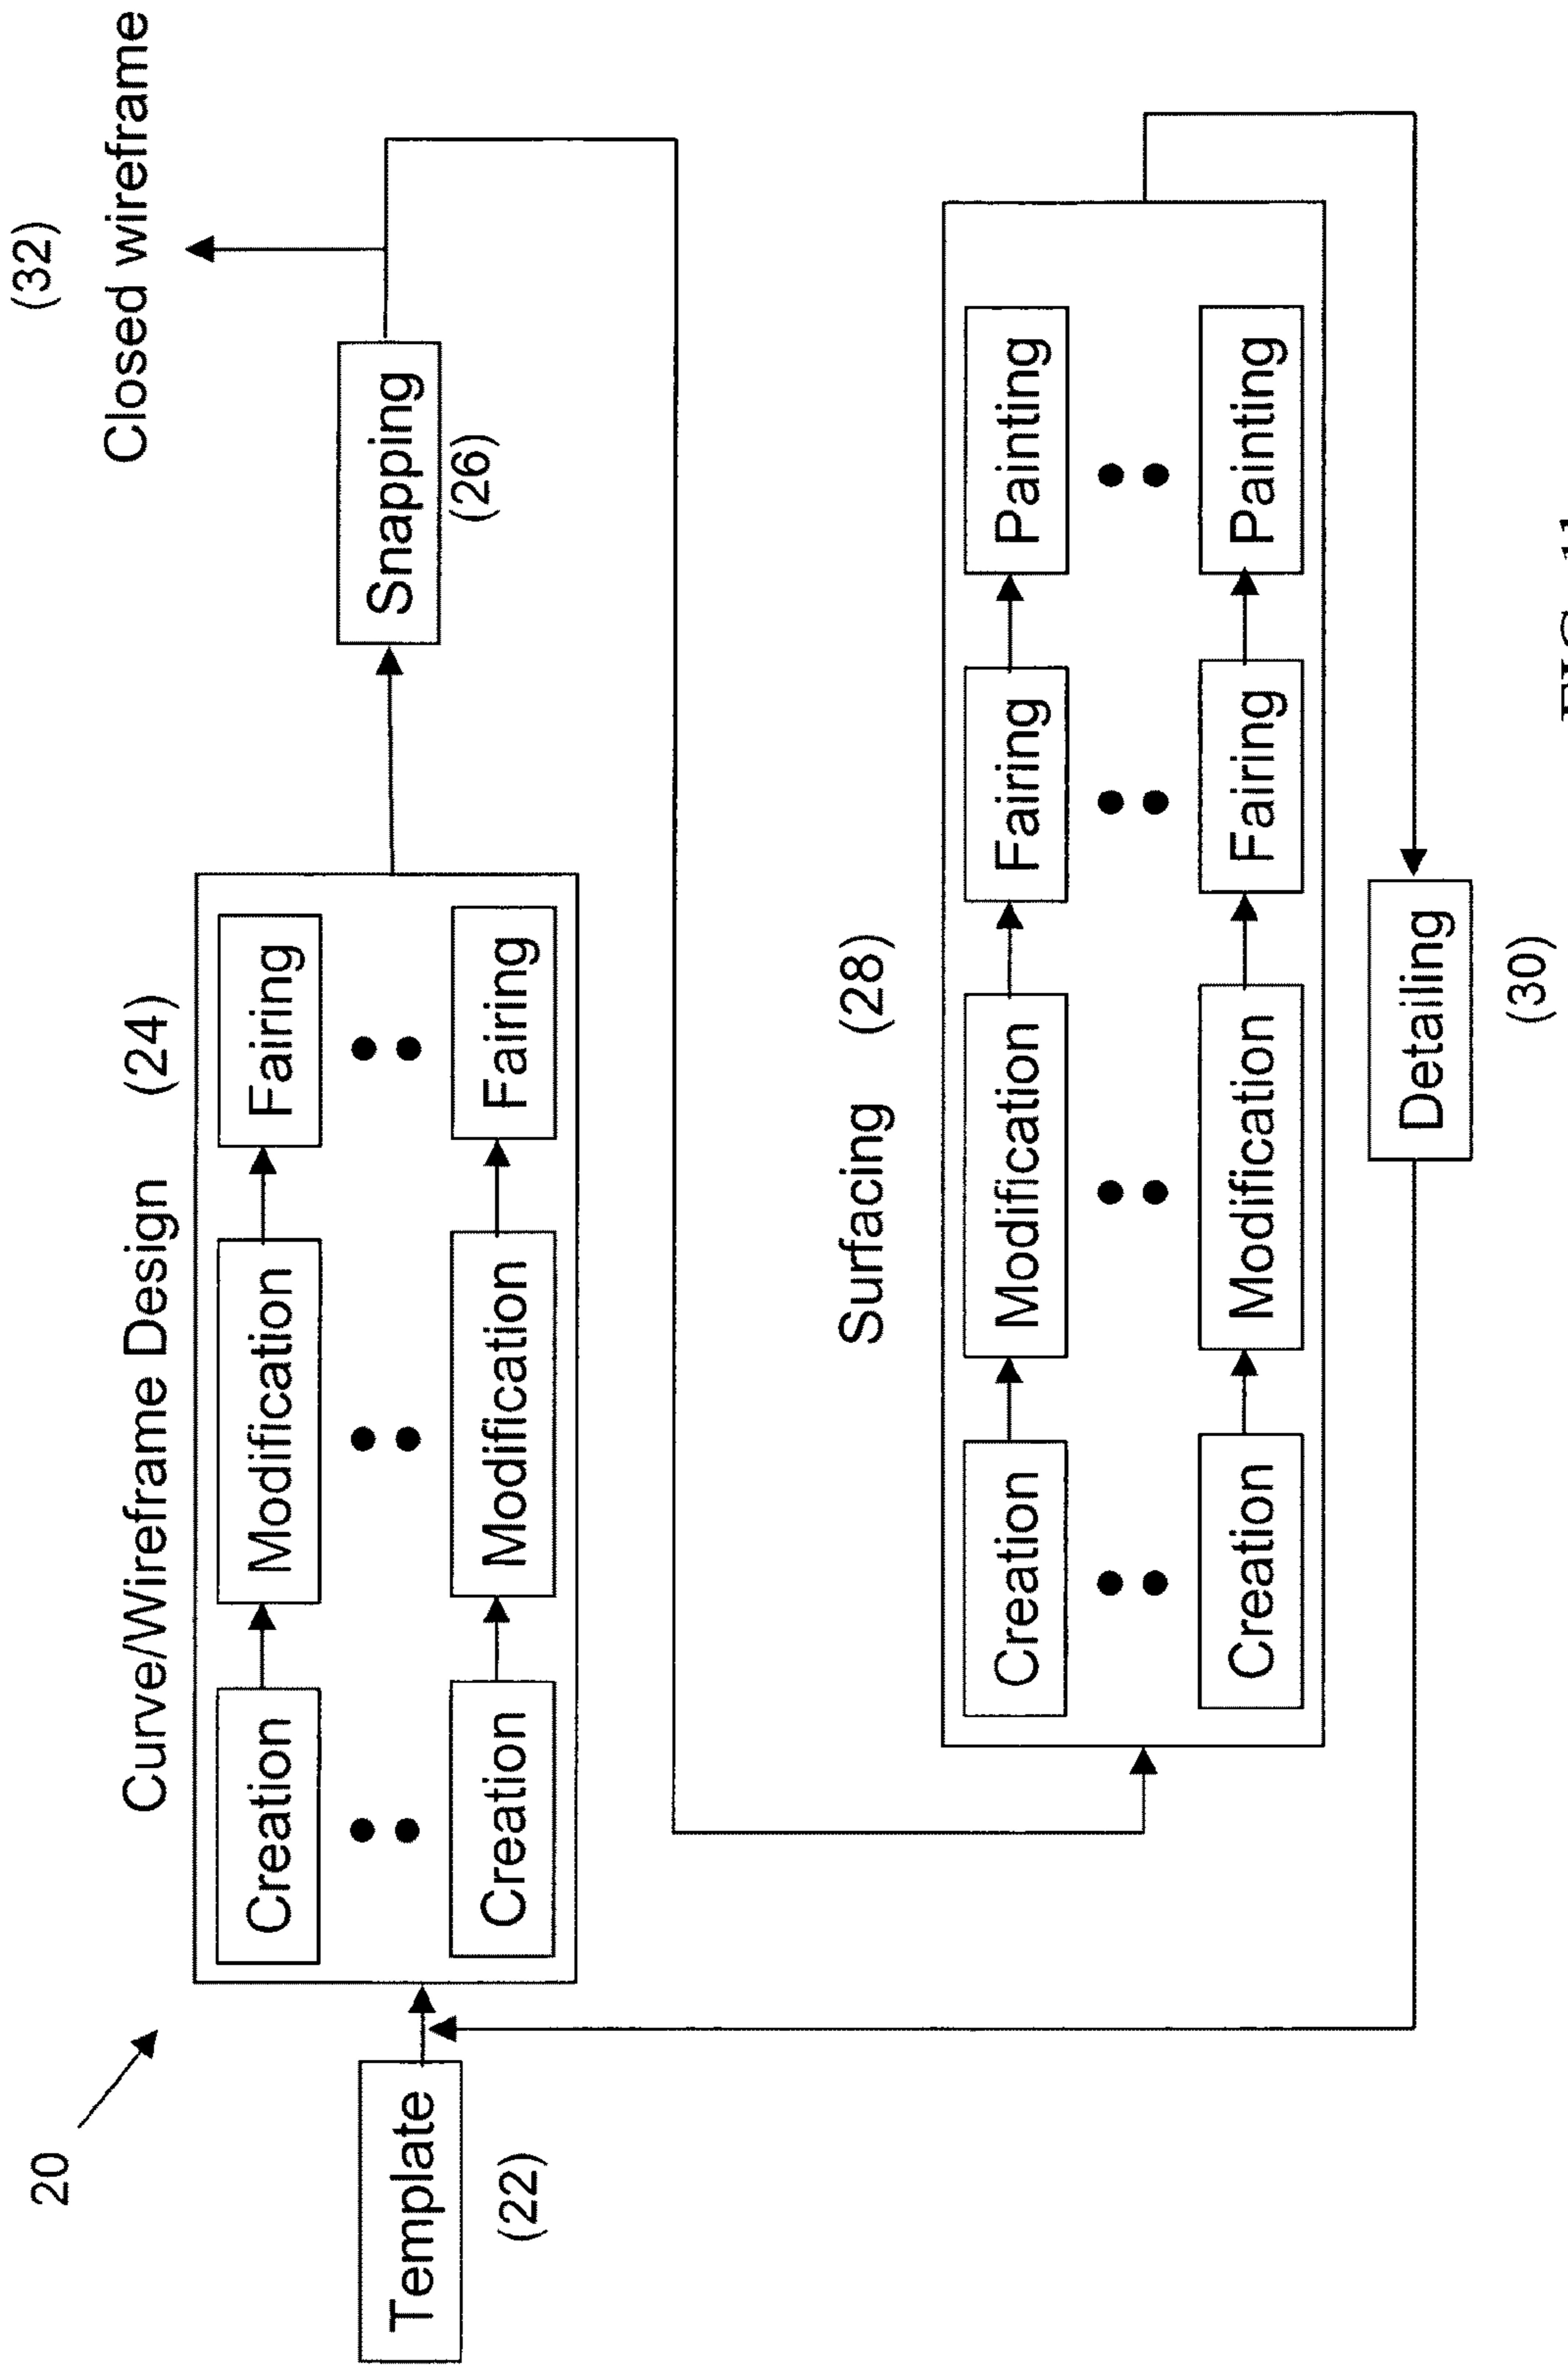 20
(32)
Closed wireframe
Curve/Wireframe Design (24)
Creation
Modification
Fairing
Creation
Modification
Fairing
Template
(22)
Snapping
(26)
Surfacing (28)
Creation
Modification
Fairing
Painting
Creation
Modification
Fairing
Painting
Detailing
(30)